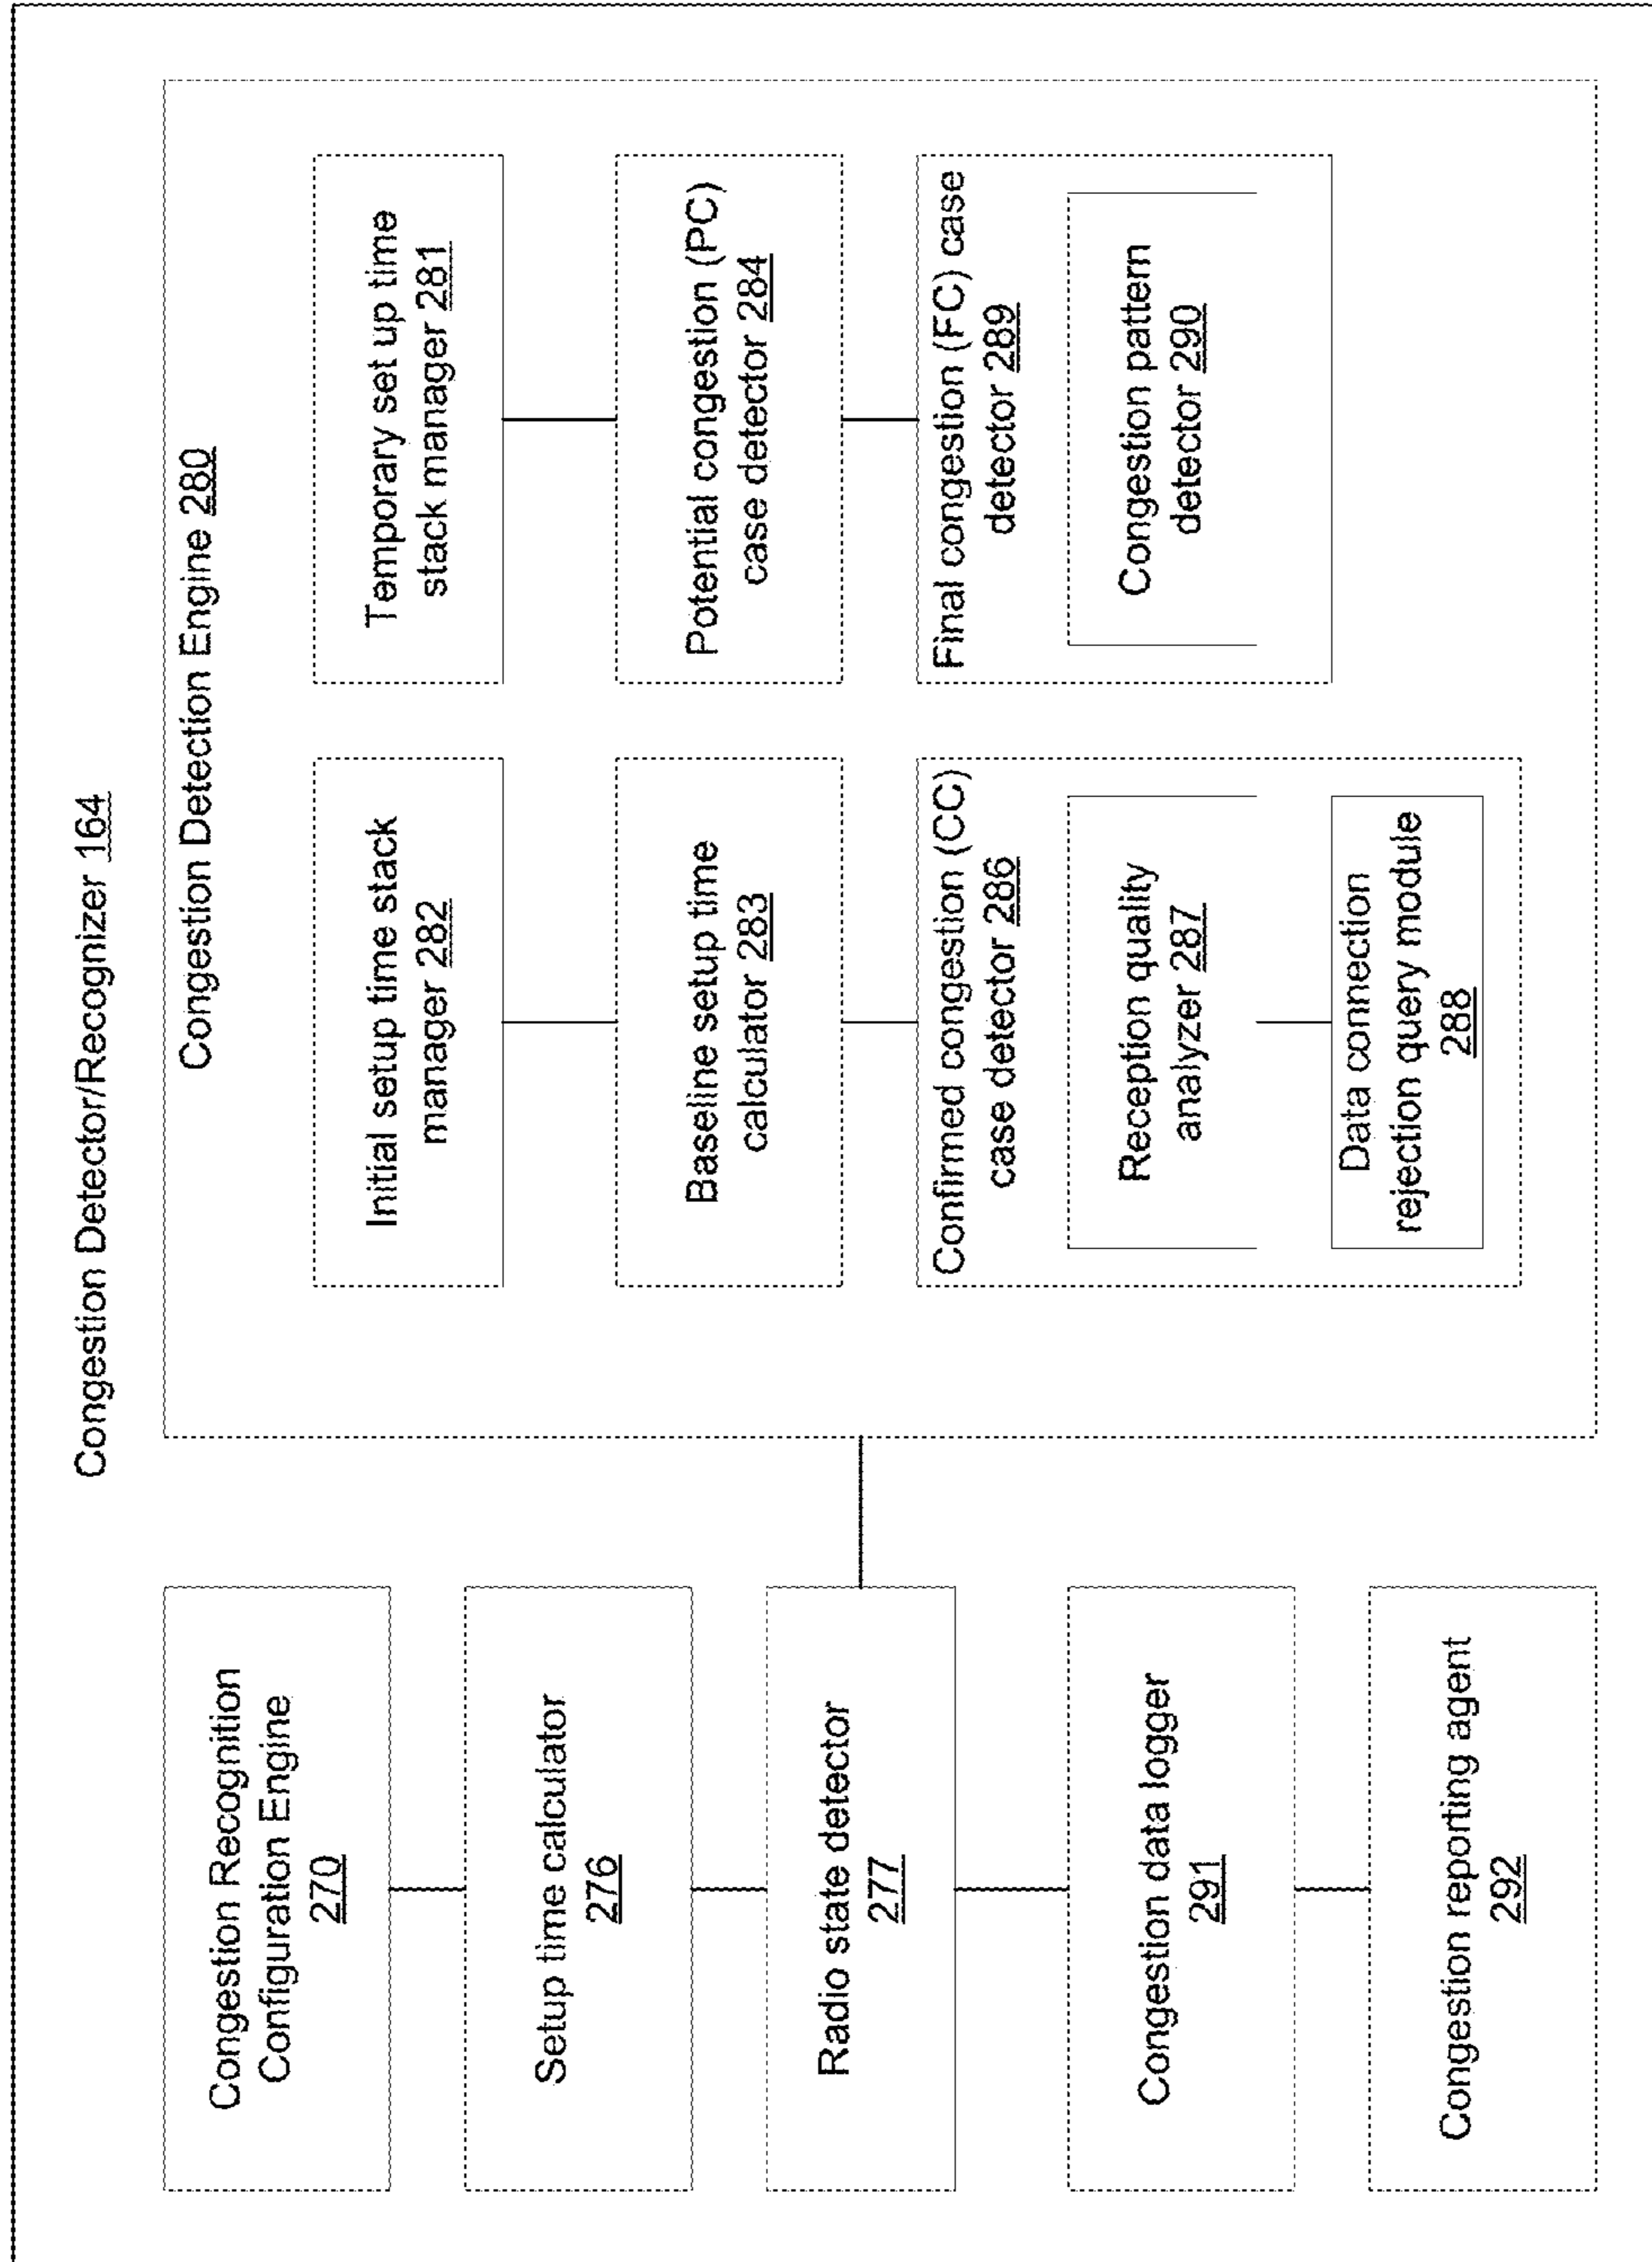 Congestion Detector/Recognizer 164
Congestion Recognition
Configuration Engine
270
Setup time calculator
276
Radio state detector
277
Congestion data logger
291
Congestion reporting agent
292
Congestion Detection Engine 280
Initial setup time stack
manager 282
Baseline setup time
calculator 283
Confirmed congestion (CC)
case detector 286
Reception quality
analyzer 287
Data connection
rejection query module
288
Temporary set up time
stack manager 281
Potential congestion (PC)
case detector 284
Final congestion (FC) case
detector 289
Congestion pattern
detector 290